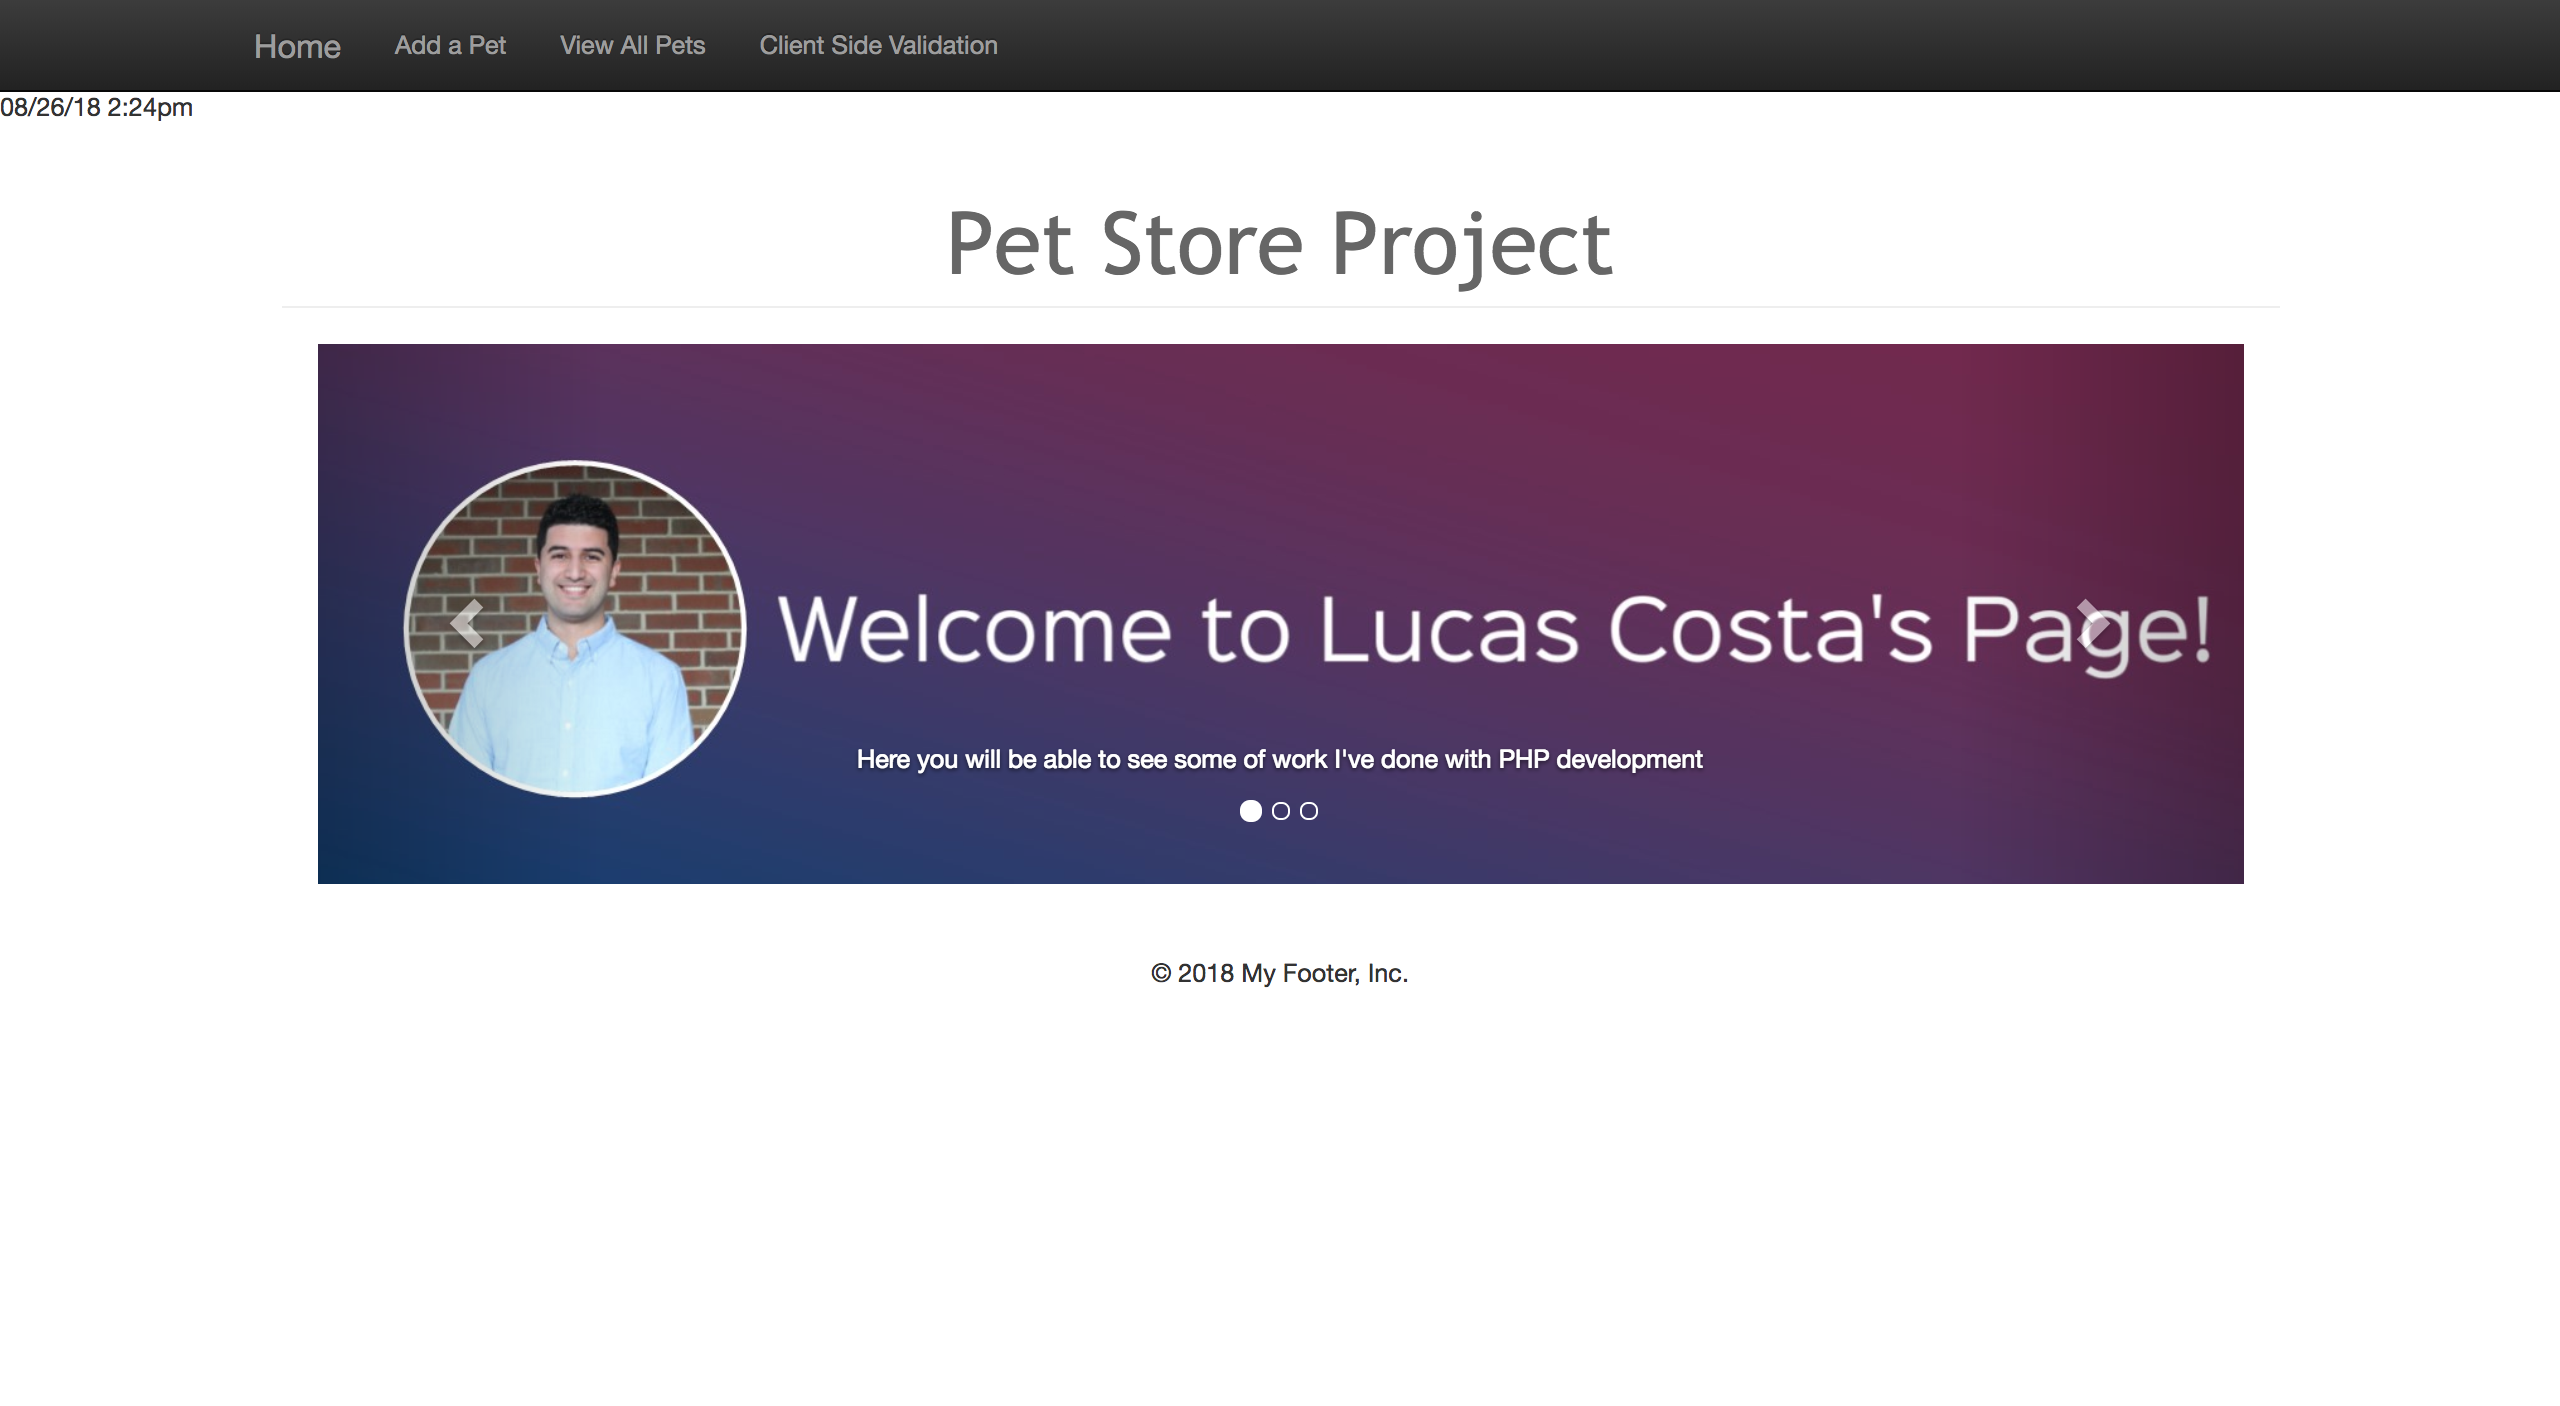 Home Add a Pet View All Pets Client Side Validation
08/26/18 2:24pm
Pet Store Project
Welcome to Lucas Costa's Page!
Here you will be able to see some of work I've done with PHP development
© 2018 My Footer, Inc.